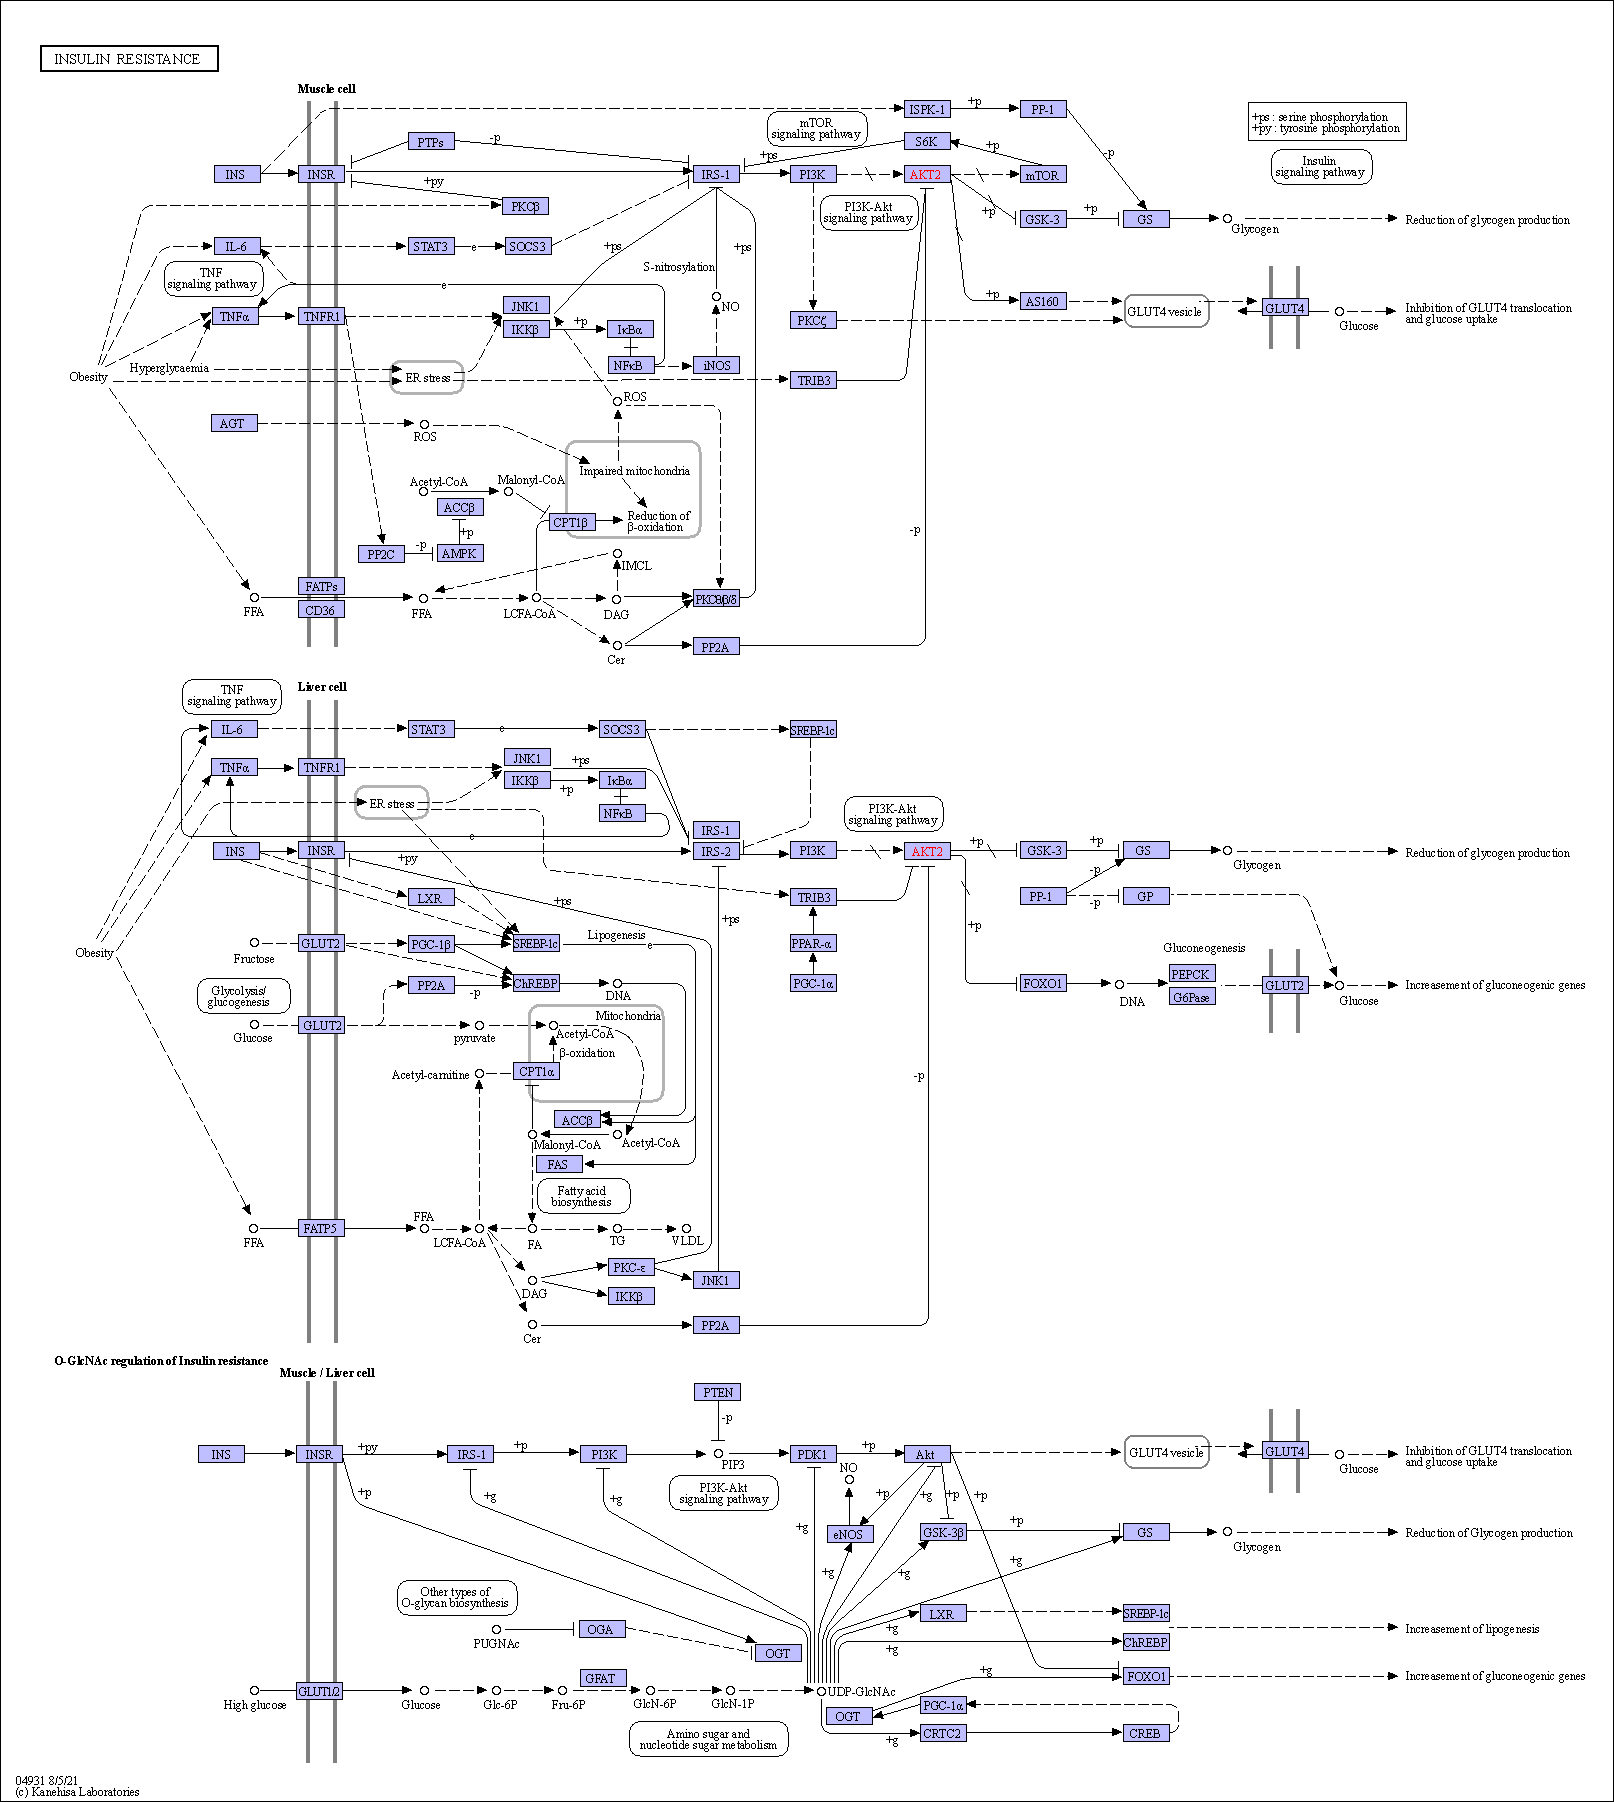 INSULIN RESISTANCE
Muscle cell
ISPK-1
+p
PP-1
+ps : serine phosphorylation
+py : tyrosine phosphorylation
mTOR
signaling pathway
PTPs
-p
S6K
+p
-p
Insulin
signaling pathway
+ps
INS
INSR
IRS-1
PI3K
AKT2
mTOR
+py
PKCβ
PI3K-Akt
signaling pathway
+p
GSK-3
+p
GS
Glycogen
Reduction of glycogen production
IL-6
STAT3
e
SOCS3
+ps
+ps
TNF
signaling pathway
S-nitrosylation
e
+p
AS160
GLUT4 vesicle
GLUT4
Glucose
Inhibition of GLUT4 translocation
and glucose uptake
TNFα
TNFR1
JNK1
IKKβ
+p
IκBα
NO
PKCζ
NFκB
iNOS
Hyperglycaemia
Obesity
ER stress
TRIB3
ROS
AGT
ROS
Impaired mitochondria
Acetyl-CoA
Malonyl-CoA
ACCβ
CPT1β
Reduction of
β-oxidation
+p
-p
-p
PP2C
AMPK
IMCL
FATPs
FFA
CD36
FFA
LCFA-CoA
DAG
Cer
PP2A
TNF
signaling pathway
Liver cell
IL-6
STAT3
e
SOCS3
SREBP-1c
TNFα
TNFR1
JNK1
IKKβ
+ps
+p
IκBα
NFκB
ER stress
PI3K-Akt
signaling pathway
e
IRS-1
IRS-2
INS
INSR
+py
PI3K
AKT2
+p
GSK-3
+p
GS
Glycogen
Reduction of glycogen production
-p
LXR
+ps
+ps
TRIB3
+p
PP-1
-p
GP
Obesity
Fructose
GLUT2
PGC-1β
SREBP-1c
Lipogenesis
e
PPAR-α
Gluconeogenesis
PP2A
-p
ChREBP
DNA
PGC-1α
FOXO1
DNA
PEPCK
G6Pase
GLUT2
Glucose
Increasement of gluconeogenic genes
Glycolysis/
glucogenesis
Glucose
GLUT2
pyruvate
Mitochondria
Acetyl-CoA
β-oxidation
Acetyl-carnitine
CPT1α
-p
ACCβ
Malonyl-CoA
Acetyl-CoA
FAS
Fatty acid
biosynthesis
FFA
FATP5
FFA
LCFA-CoA
FA
TG
VLDL
PKC-ε
JNK1
DAG
IKKβ
Cer
PP2A
O-GlcNAc regulation of Insulin resistance
Muscle / Liver cell
PTEN
-p
INS
INSR
+py
IRS-1
+p
PI3K
PIP3
PDK1
+p
Akt
GLUT4 vesicle
GLUT4
Glucose
Inhibition of GLUT4 translocation
and glucose uptake
NO
PI3K-Akt
signaling pathway
+p
+g
+g
+p
+g
+p
+p
+g
eNOS
GSK-3β
+p
GS
Glycogen
Reduction of Glycogen production
+g
+g
+g
Other types of
O-glycan biosynthesis
PUGNAc
OGA
OGT
LXR
SREBP-1c
+g
+g
ChREBP
Increasement of lipogenesis
+g
FOXO1
Increasement of gluconeogenic genes
High glucose
GLUT1/2
Glucose
Glc-6P
Fru-6P
GFAT
GlcN-6P
GlcN-1P
UDP-GlcNAc
OGT
PGC-1α
+g
CRTC2
CREB
Amino sugar and
nucleotide sugar metabolism
04931 8/5/21
(c) Kanehisa Laboratories